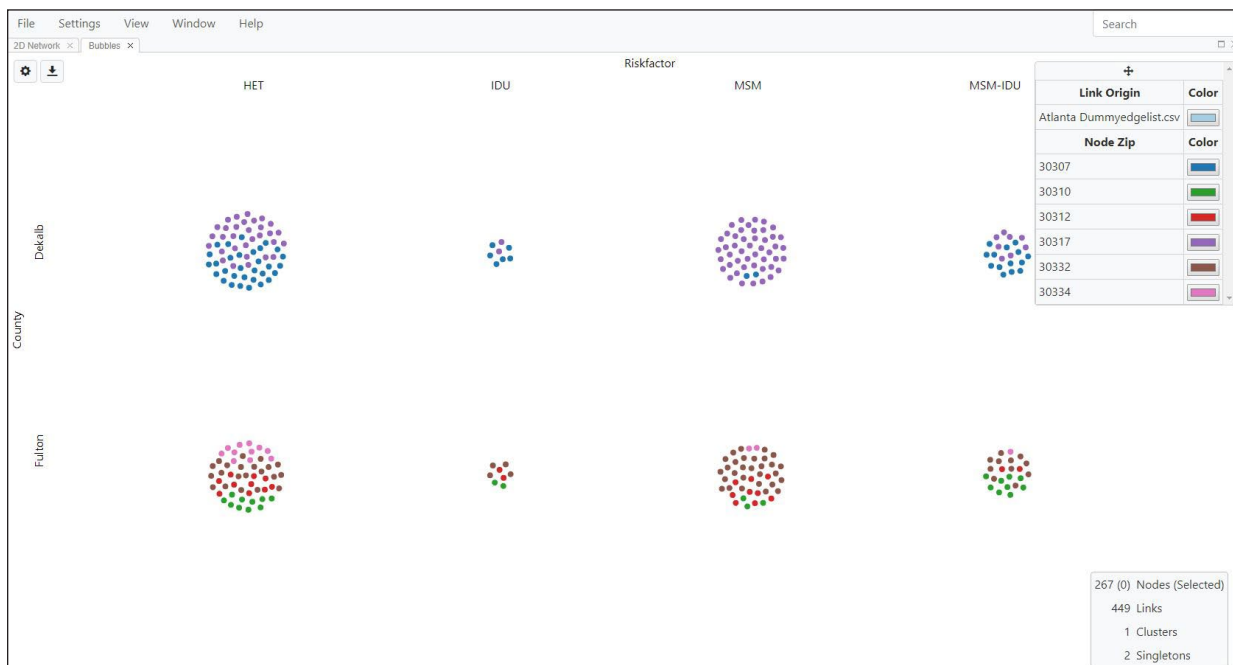 File Settings View Window Help Search
2D Network × Bubbles ×
Riskfactor
HET IDU MSM MSM-IDU
Link Origin Color
Atlanta Dummyedgelist.csv
Node Zip Color
30307
30310
30312
30317
30332
30334
Dekalb
County
Fulton
267 (0) Nodes (Selected)
449 Links
1 Clusters
2 Singletons